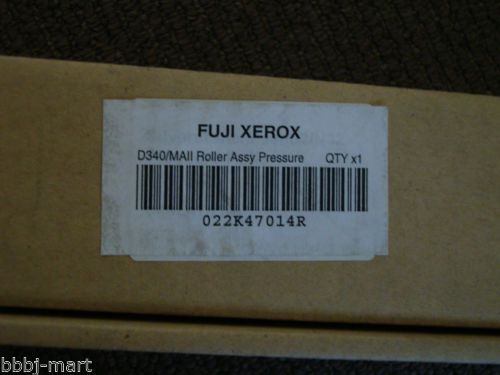 FUJI XEROX
D340/MAII Roller Assy Pressure QTY x1
022K47014R
bbbj-mart